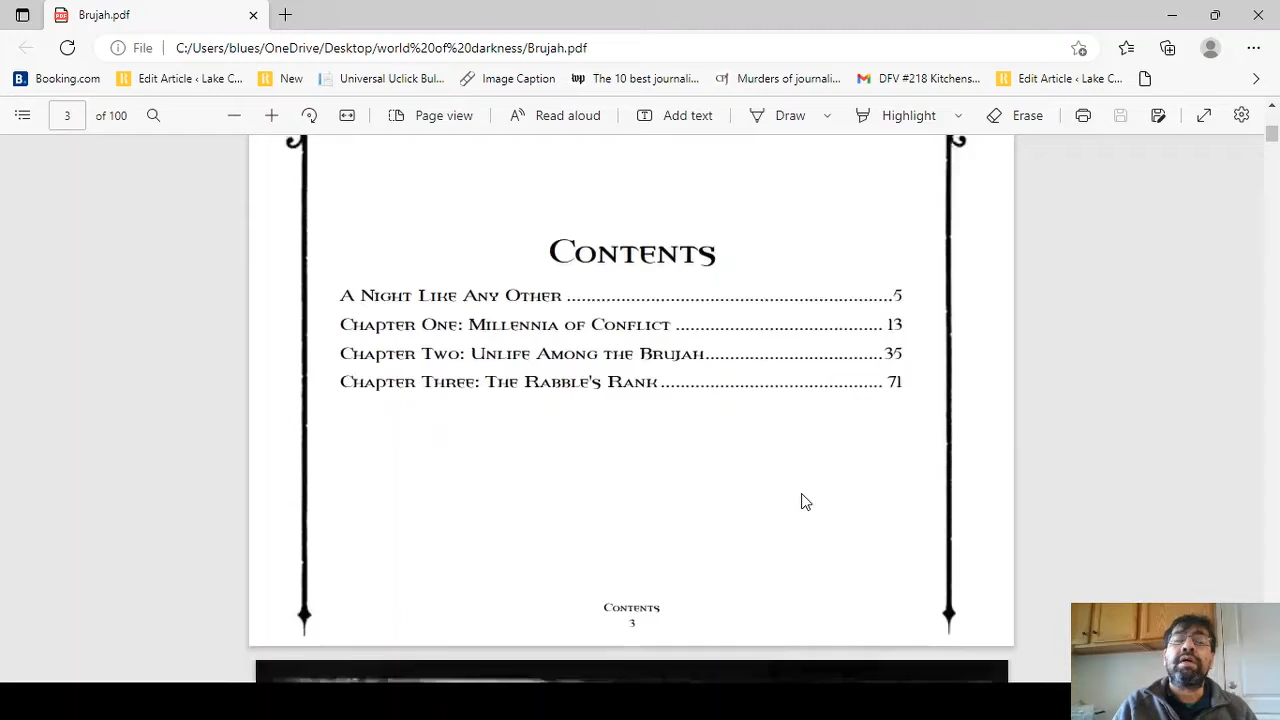 Brujah.pdf
File | C:/Users/blues/OneDrive/Desktop/world%20of%20darkness/Brujah.pdf
B. Booking.com R Edit Article ‹ Lake C... R New Universal Uclick Bul... Image Caption wp The 10 best journali... CPJ Murders of journali... DFV #218 Kitchens... R Edit Article ‹ Lake C...
3 of 100 Page view Read aloud Add text Draw Highlight Erase
Contents
A Night Like Any Other ................................................................. 5
Chapter One: Millennia of Conflict .......................................... 13
Chapter Two: Unlife Among the Brujah.................................... 35
Chapter Three: The Rabble's Rank ............................................. 71
Contents
3